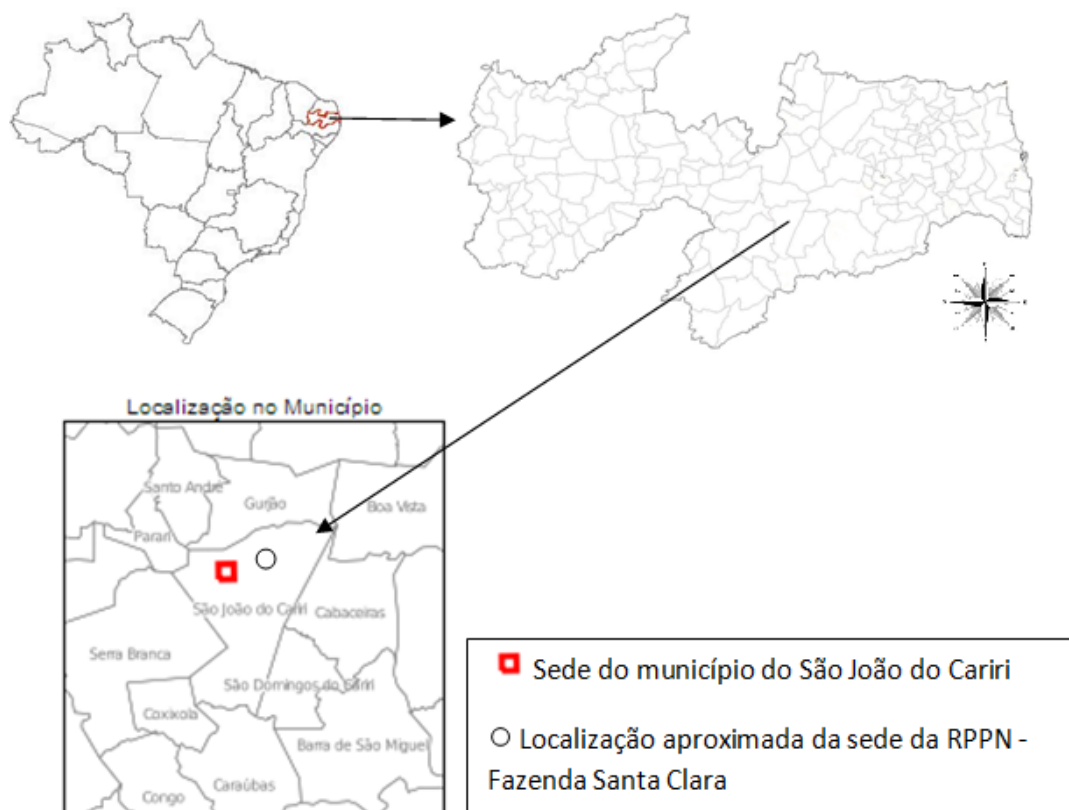 Localização no Município
Santo André
Gurjão
Boa Vista
Parari
São João do Cariri
Cabaceiras
Serra Branca
São Domingos do Cariri
Coxixola
Barra de São Miguel
Caraúbas
Congo
Sede do município do São João do Cariri
Localização aproximada da sede da RPPN -
Fazenda Santa Clara